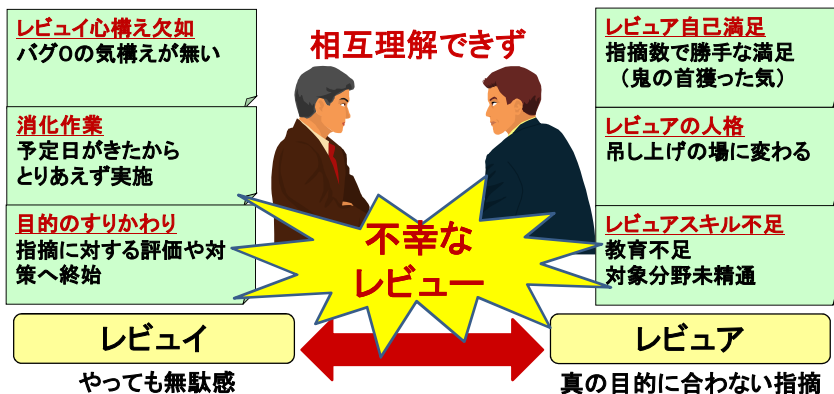 レビュイ心構え欠如
バグ0の気構えが無い
消化作業
予定日がきたから
とりあえず実施
目的のすりかわり
指摘に対する評価や対
策へ終始
相互理解できず
不幸な
レビュー
レビュア自己満足
指摘数で勝手な満足
（鬼の首獲った気）
レビュアの人格
吊し上げの場に変わる
レビュアスキル不足
教育不足
対象分野未精通
レビュイ
やっても無駄感
レビュア
真の目的に合わない指摘